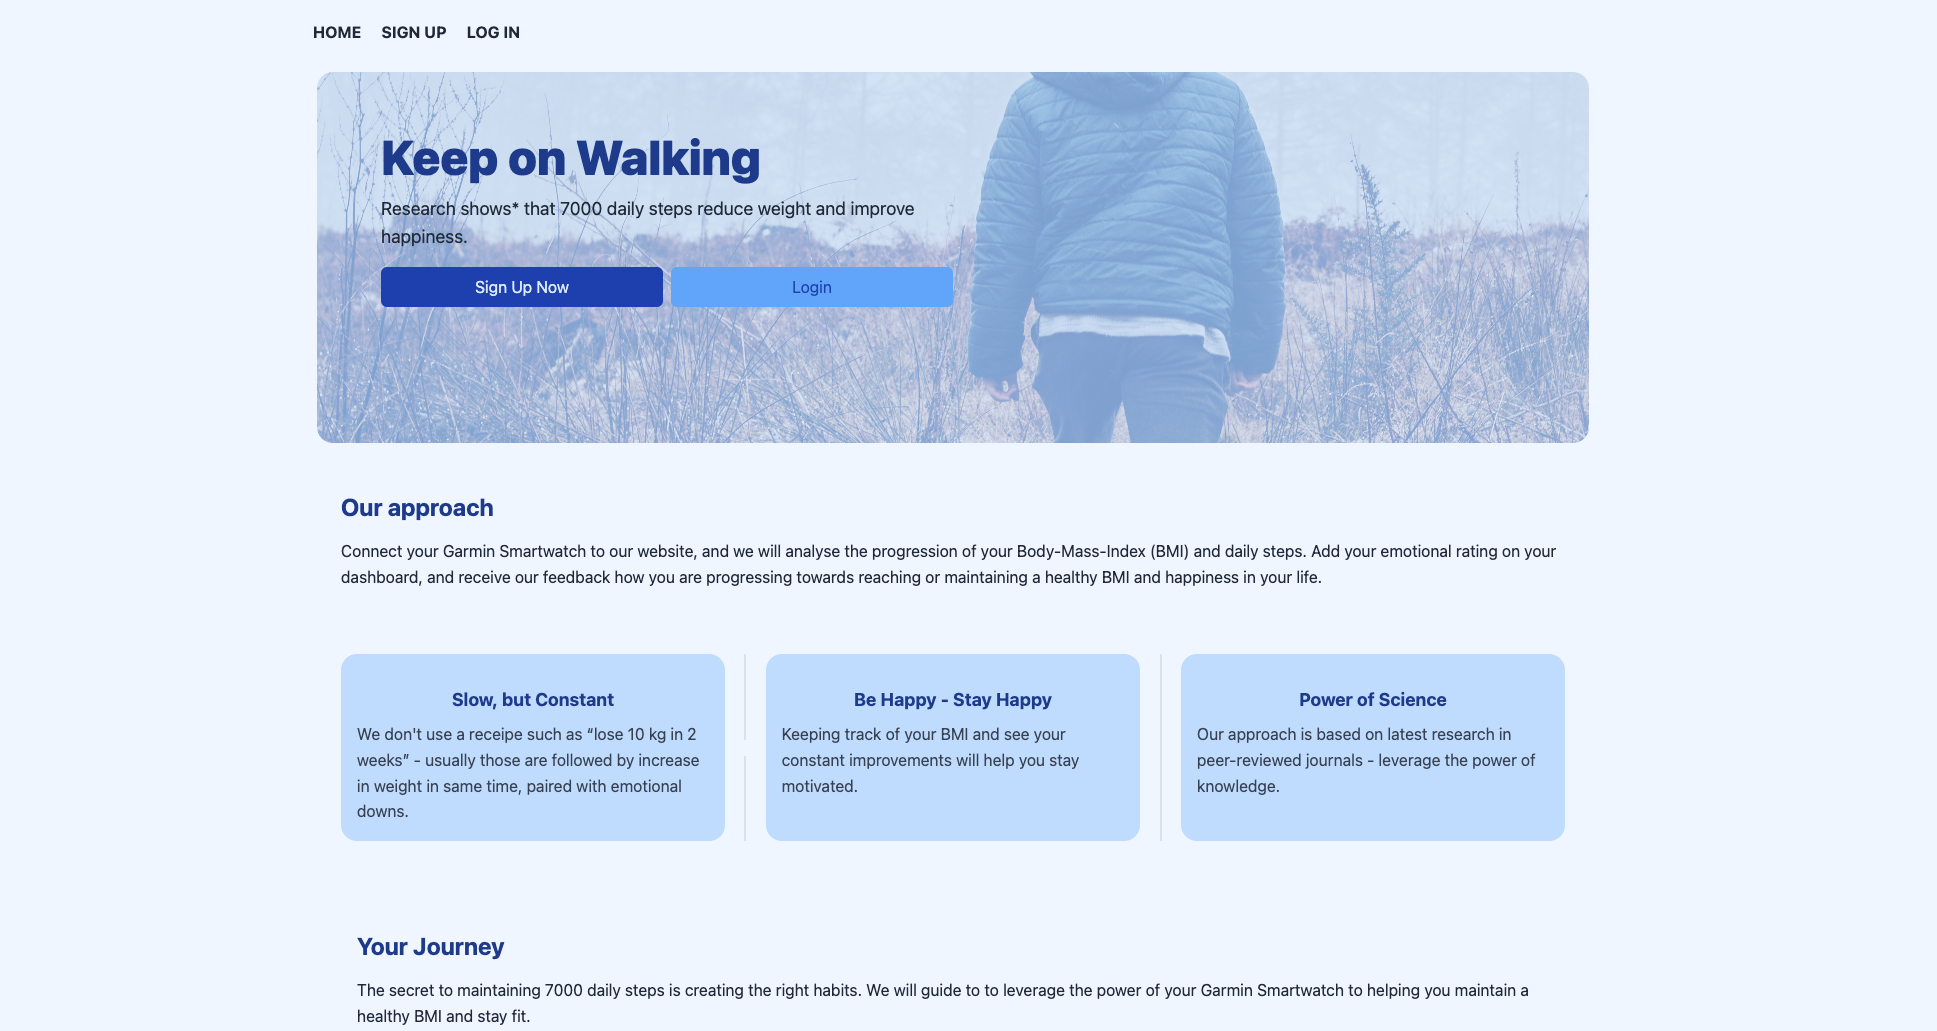 HOME SIGN UP LOG IN
Keep on Walking
Research shows* that 7000 daily steps reduce weight and improve
happiness.
Sign Up Now
Login
Our approach
Connect your Garmin Smartwatch to our website, and we will analyse the progression of your Body-Mass-Index (BMI) and daily steps. Add your emotional rating on your
dashboard, and receive our feedback how you are progressing towards reaching or maintaining a healthy BMI and happiness in your life.
Slow, but Constant
We don't use a receipe such as “lose 10 kg in 2
weeks” - usually those are followed by increase
in weight in same time, paired with emotional
downs.
Be Happy - Stay Happy
Keeping track of your BMI and see your
constant improvements will help you stay
motivated.
Power of Science
Our approach is based on latest research in
peer-reviewed journals - leverage the power of
knowledge.
Your Journey
The secret to maintaining 7000 daily steps is creating the right habits. We will guide to to leverage the power of your Garmin Smartwatch to helping you maintain a
healthy BMI and stay fit.